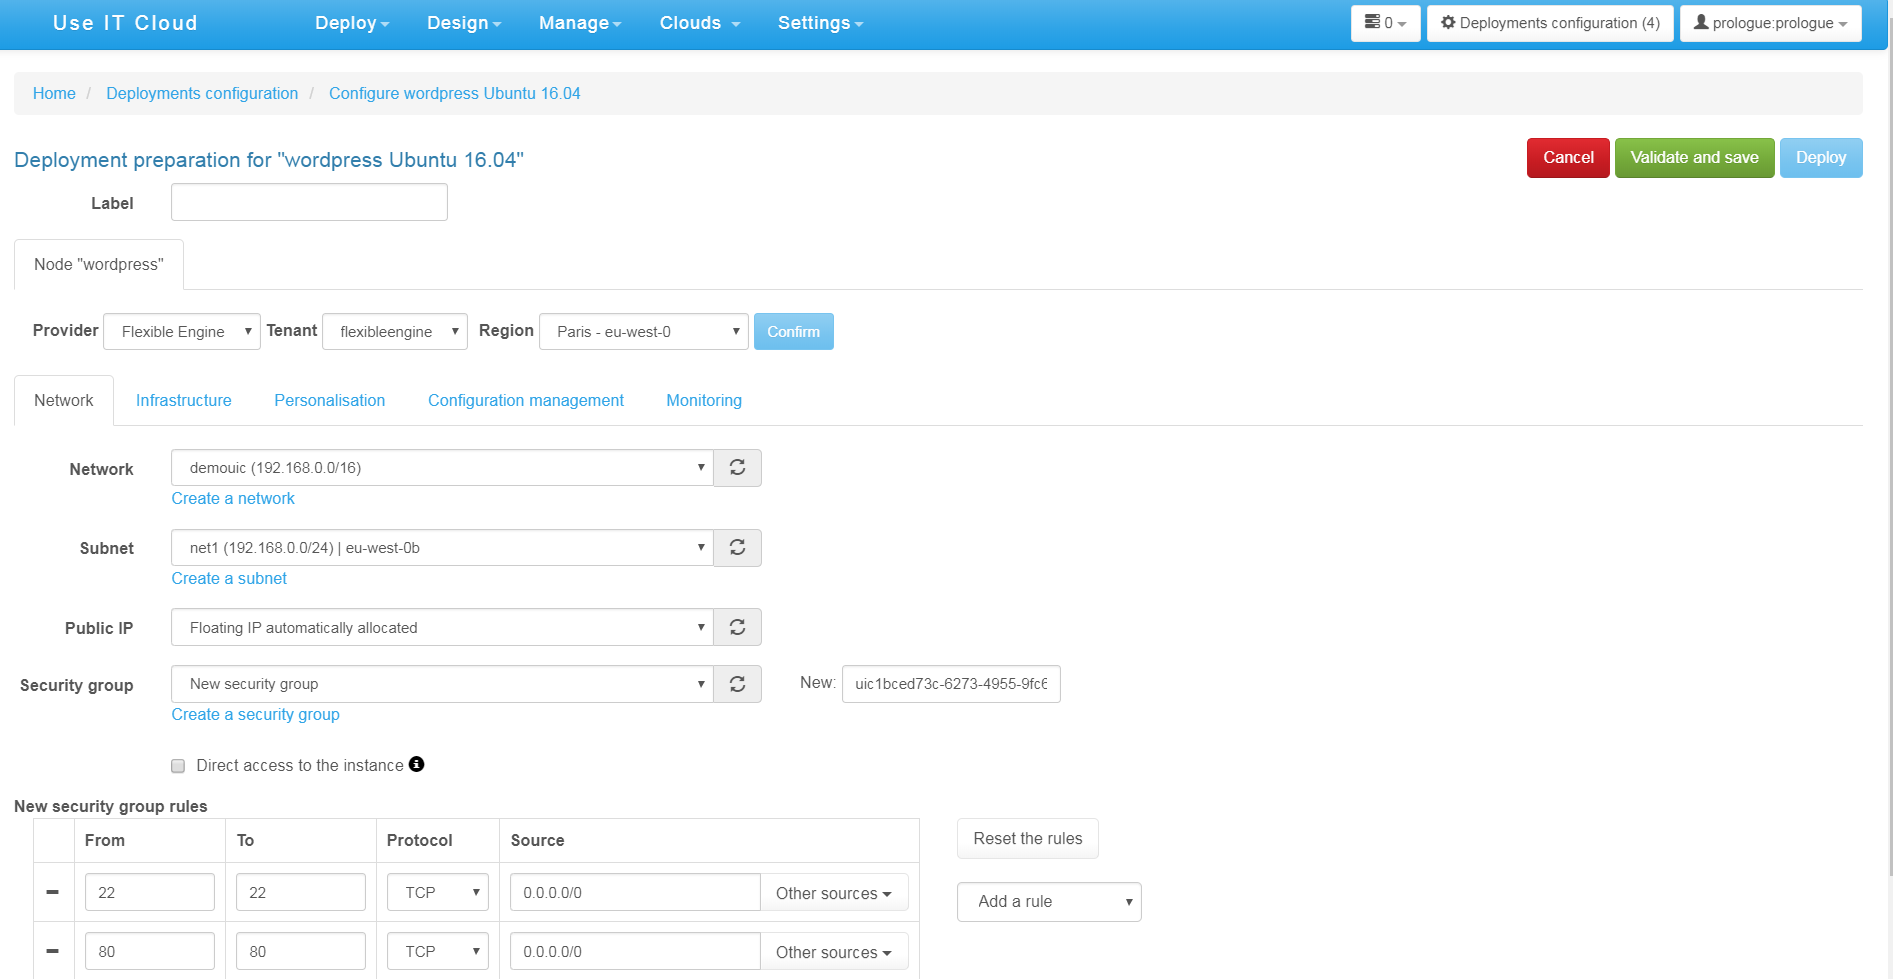 Use IT Cloud Deploy Design Manage Clouds Settings 0 Deployments configuration (4) prologue:prologue
Home / Deployments configuration / Configure wordpress Ubuntu 16.04
Deployment preparation for "wordpress Ubuntu 16.04" Cancel Validate and save Deploy
Label
Node "wordpress"
Provider Flexible Engine Tenant flexibleengine Region Paris - eu-west-0 Confirm
Network Infrastructure Personalisation Configuration management Monitoring
Network demouic (192.168.0.0/16)
Create a network
Subnet net1 (192.168.0.0/24) | eu-west-0b
Create a subnet
Public IP Floating IP automatically allocated
Security group New security group New: uic1bced73c-6273-4955-9fc6
Create a security group
Direct access to the instance
New security group rules
From To Protocol Source Reset the rules
22 22 TCP 0.0.0.0/0 Other sources Add a rule
80 80 TCP 0.0.0.0/0 Other sources